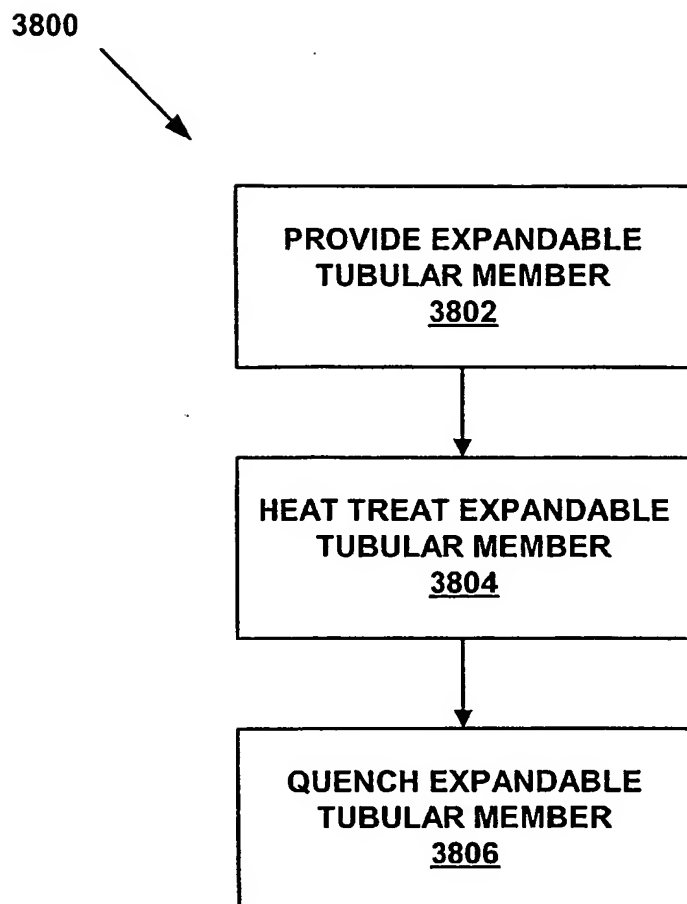 3800
PROVIDE EXPANDABLE
TUBULAR MEMBER
3802
HEAT TREAT EXPANDABLE
TUBULAR MEMBER
3804
QUENCH EXPANDABLE
TUBULAR MEMBER
3806